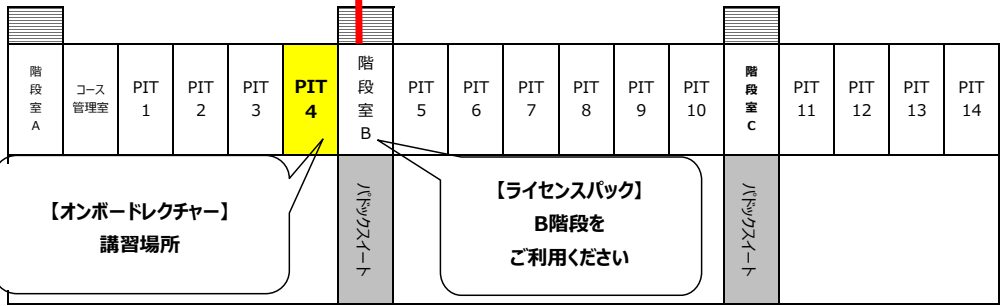 階段室A
コース
管理室
PIT
1
PIT
2
PIT
3
PIT
4
階段室B
PIT
5
PIT
6
PIT
7
PIT
8
PIT
9
PIT
10
階段室C
PIT
11
PIT
12
PIT
13
PIT
14
【オンボードレクチャー】
講習場所
パドックスイート
【ライセンスパック】
B階段を
ご利用ください
パドックスイート